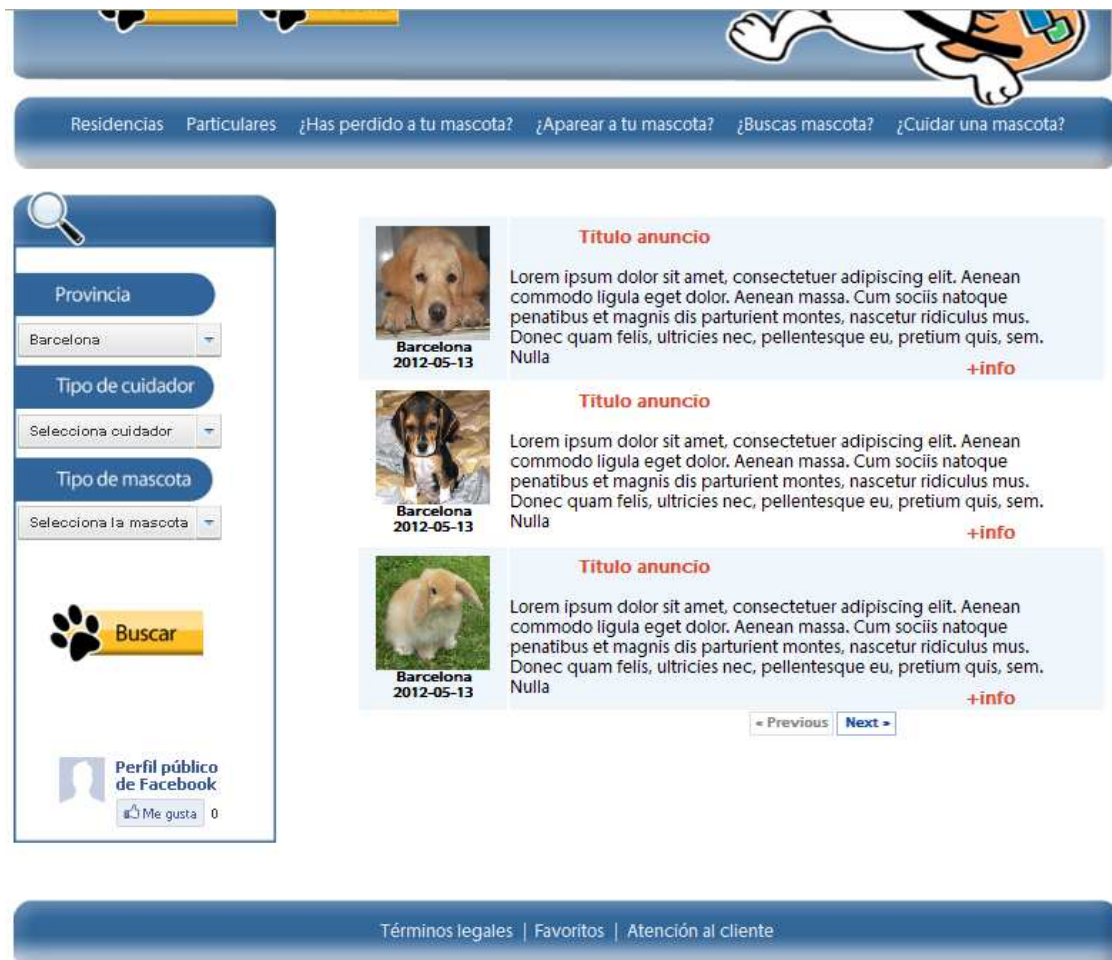 Residencias Particulares ¿Has perdido a tu mascota? ¿Aparear a tu mascota? ¿Buscas mascota? ¿Cuidar una mascota?
Provincia
Barcelona
Tipo de cuidador
Selecciona cuidador
Tipo de mascota
Selecciona la mascota
Buscar
Perfil público
de Facebook
Me gusta 0
Título anuncio
Lorem ipsum dolor sit amet, consectetuer adipiscing elit. Aenean
commodo ligula eget dolor. Aenean massa. Cum sociis natoque
penatibus et magnis dis parturient montes, nascetur ridiculus mus.
Donec quam felis, ultricies nec, pellentesque eu, pretium quis, sem.
Nulla
+info
Barcelona
2012-05-13
Título anuncio
Lorem ipsum dolor sit amet, consectetuer adipiscing elit. Aenean
commodo ligula eget dolor. Aenean massa. Cum sociis natoque
penatibus et magnis dis parturient montes, nascetur ridiculus mus.
Donec quam felis, ultricies nec, pellentesque eu, pretium quis, sem.
Nulla
+info
Barcelona
2012-05-13
Título anuncio
Lorem ipsum dolor sit amet, consectetuer adipiscing elit. Aenean
commodo ligula eget dolor. Aenean massa. Cum sociis natoque
penatibus et magnis dis parturient montes, nascetur ridiculus mus.
Donec quam felis, ultricies nec, pellentesque eu, pretium quis, sem.
Nulla
+info
Barcelona
2012-05-13
« Previous Next »
Términos legales | Favoritos | Atención al cliente